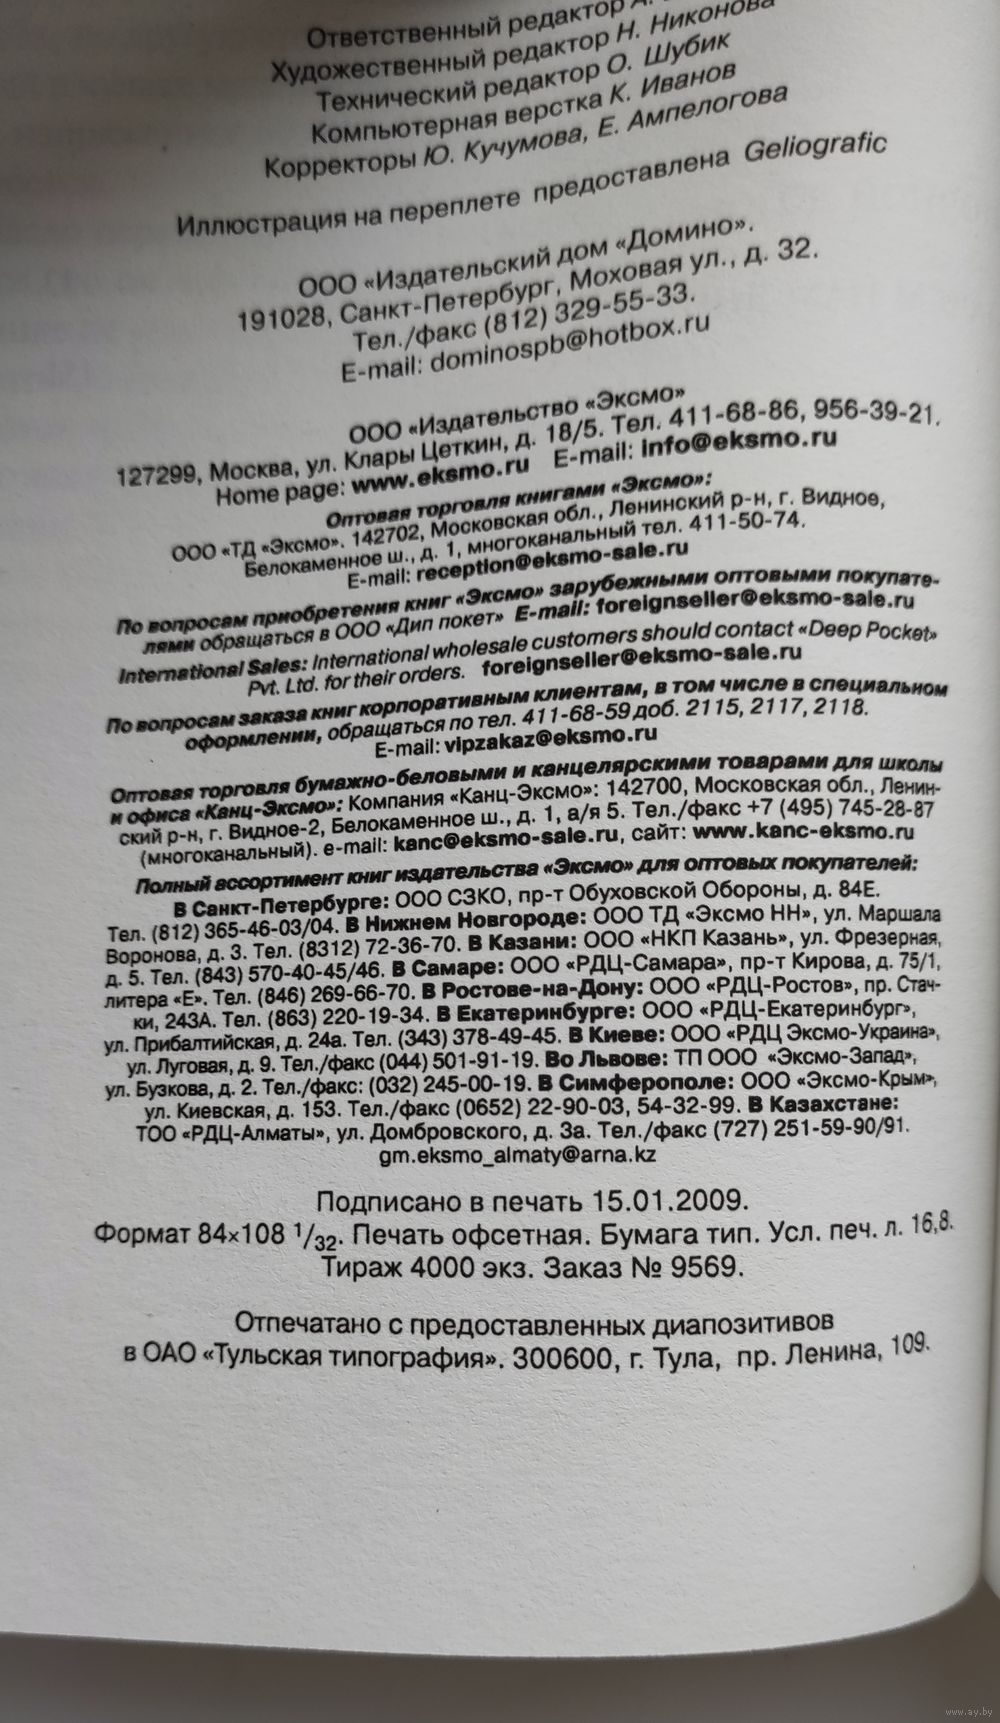 Ответственный редактор А.
Художественный редактор Н. Никонова
Технический редактор О. Шубик
Компьютерная верстка К. Иванов
Корректоры Ю. Кучумова, Е. Ампелогова
Иллюстрация на переплете предоставлена Geliografic
ООО «Издательский дом «Домино».
191028, Санкт-Петербург, Моховая ул., д. 32.
Тел./факс (812) 329-55-33.
E-mail: dominospb@hotbox.ru
ООО «Издательство «Эксмо»
127299, Москва, ул. Клары Цеткин, д. 18/5. Тел. 411-68-86, 956-39-21.
Home page: www.eksmo.ru E-mail: info@eksmo.ru
Оптовая торговля книгами «Эксмо»:
ООО «ТД «Эксмо». 142702, Московская обл., Ленинский р-н, г. Видное,
Белокаменное ш., д. 1, многоканальный тел. 411-50-74.
E-mail: reception@eksmo-sale.ru
По вопросам приобретения книг «Эксмо» зарубежными оптовыми покупате-
лями обращаться в ООО «Дип покет» E-mail: foreignseller@eksmo-sale.ru
International Sales: International wholesale customers should contact «Deep Pocket»
Pvt. Ltd. for their orders. foreignseller@eksmo-sale.ru
По вопросам заказа книг корпоративным клиентам, в том числе в специальном
оформлении, обращаться по тел. 411-68-59 доб. 2115, 2117, 2118.
E-mail: vipzakaz@eksmo.ru
Оптовая торговля бумажно-беловыми и канцелярскими товарами для школы
и офиса «Канц-Эксмо»: Компания «Канц-Эксмо»: 142700, Московская обл., Ленин-
ский р-н, г. Видное-2, Белокаменное ш., д. 1, а/я 5. Тел./факс +7 (495) 745-28-87
(многоканальный). e-mail: kanc@eksmo-sale.ru, сайт: www.kanc-eksmo.ru
Полный ассортимент книг издательства «Эксмо» для оптовых покупателей:
В Санкт-Петербурге: ООО СЗКО, пр-т Обуховской Обороны, д. 84Е.
Тел. (812) 365-46-03/04. В Нижнем Новгороде: ООО ТД «Эксмо НН», ул. Маршала
Воронова, д. 3. Тел. (8312) 72-36-70. В Казани: ООО «НКП Казань», ул. Фрезерная,
д. 5. Тел. (843) 570-40-45/46. В Самаре: ООО «РДЦ-Самара», пр-т Кирова, д. 75/1,
литера «Е». Тел. (846) 269-66-70. В Ростове-на-Дону: ООО «РДЦ-Ростов», пр. Стач-
ки, 243А. Тел. (863) 220-19-34. В Екатеринбурге: ООО «РДЦ-Екатеринбург»,
ул. Прибалтийская, д. 24а. Тел. (343) 378-49-45. В Киеве: ООО «РДЦ Эксмо-Украина»,
ул. Луговая, д. 9. Тел./факс (044) 501-91-19. Во Львове: ТП ООО «Эксмо-Запад»,
ул. Бузкова, д. 2. Тел./факс: (032) 245-00-19. В Симферополе: ООО «Эксмо-Крым»,
ул. Киевская, д. 153. Тел./факс (0652) 22-90-03, 54-32-99. В Казахстане:
ТОО «РДЦ-Алматы», ул. Домбровского, д. 3а. Тел./факс (727) 251-59-90/91.
gm.eksmo_almaty@arna.kz
Подписано в печать 15.01.2009.
Формат 84×108 1/32. Печать офсетная. Бумага тип. Усл. печ. л. 16,8.
Тираж 4000 экз. Заказ № 9569.
Отпечатано с предоставленных диапозитивов
в ОАО «Тульская типография». 300600, г. Тула, пр. Ленина, 109.
www.ay.by